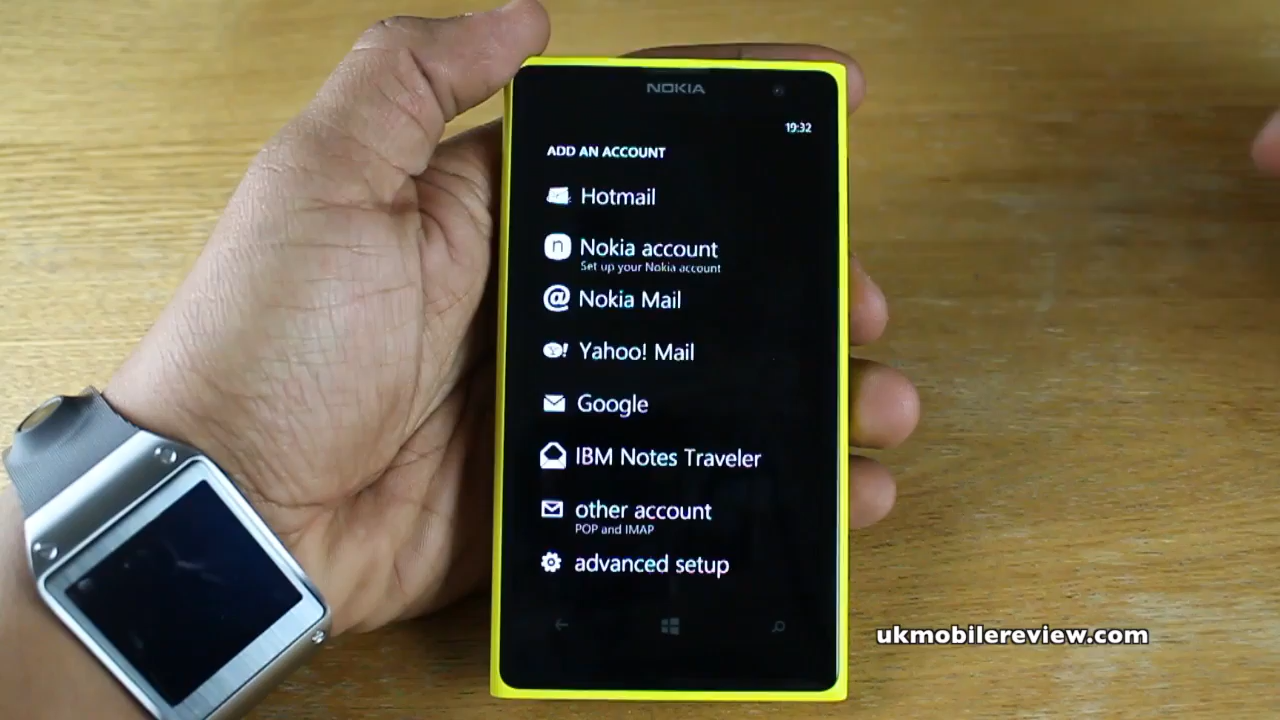 NOKIA
19:32
ADD AN ACCOUNT
Hotmail
n
Nokia account
Set up your Nokia account
@
Nokia Mail
Y!
Yahoo! Mail
Google
IBM Notes Traveler
other account
POP and IMAP
advanced setup
ukmobilereview.com